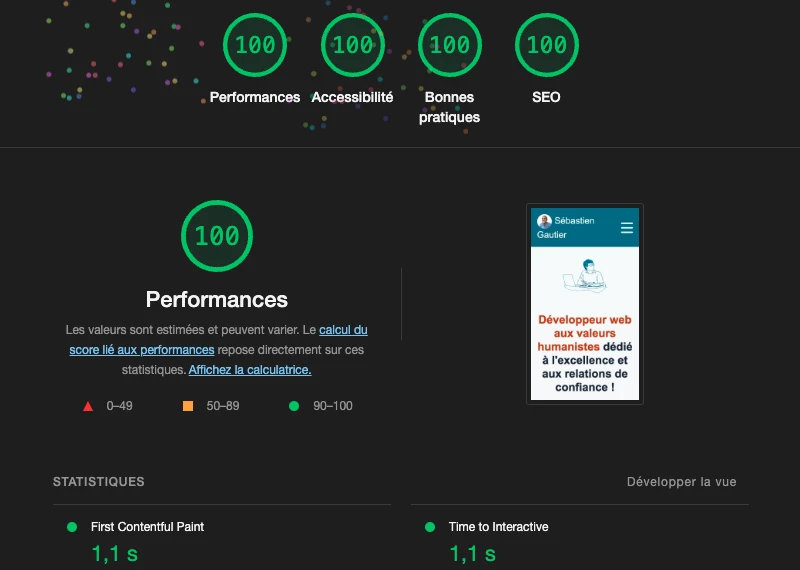 100 100 100 100
Performances Accessibilité Bonnes pratiques SEO
100
Performances
Les valeurs sont estimées et peuvent varier. Le calcul du
score lié aux performances repose directement sur ces
statistiques. Affichez la calculatrice.
0–49 50–89 90–100
Sébastien
Gautier
Développeur web
aux valeurs
humanistes dédié
à l'excellence et
aux relations de
confiance !
STATISTIQUES Développer la vue
First Contentful Paint Time to Interactive
1,1 s 1,1 s